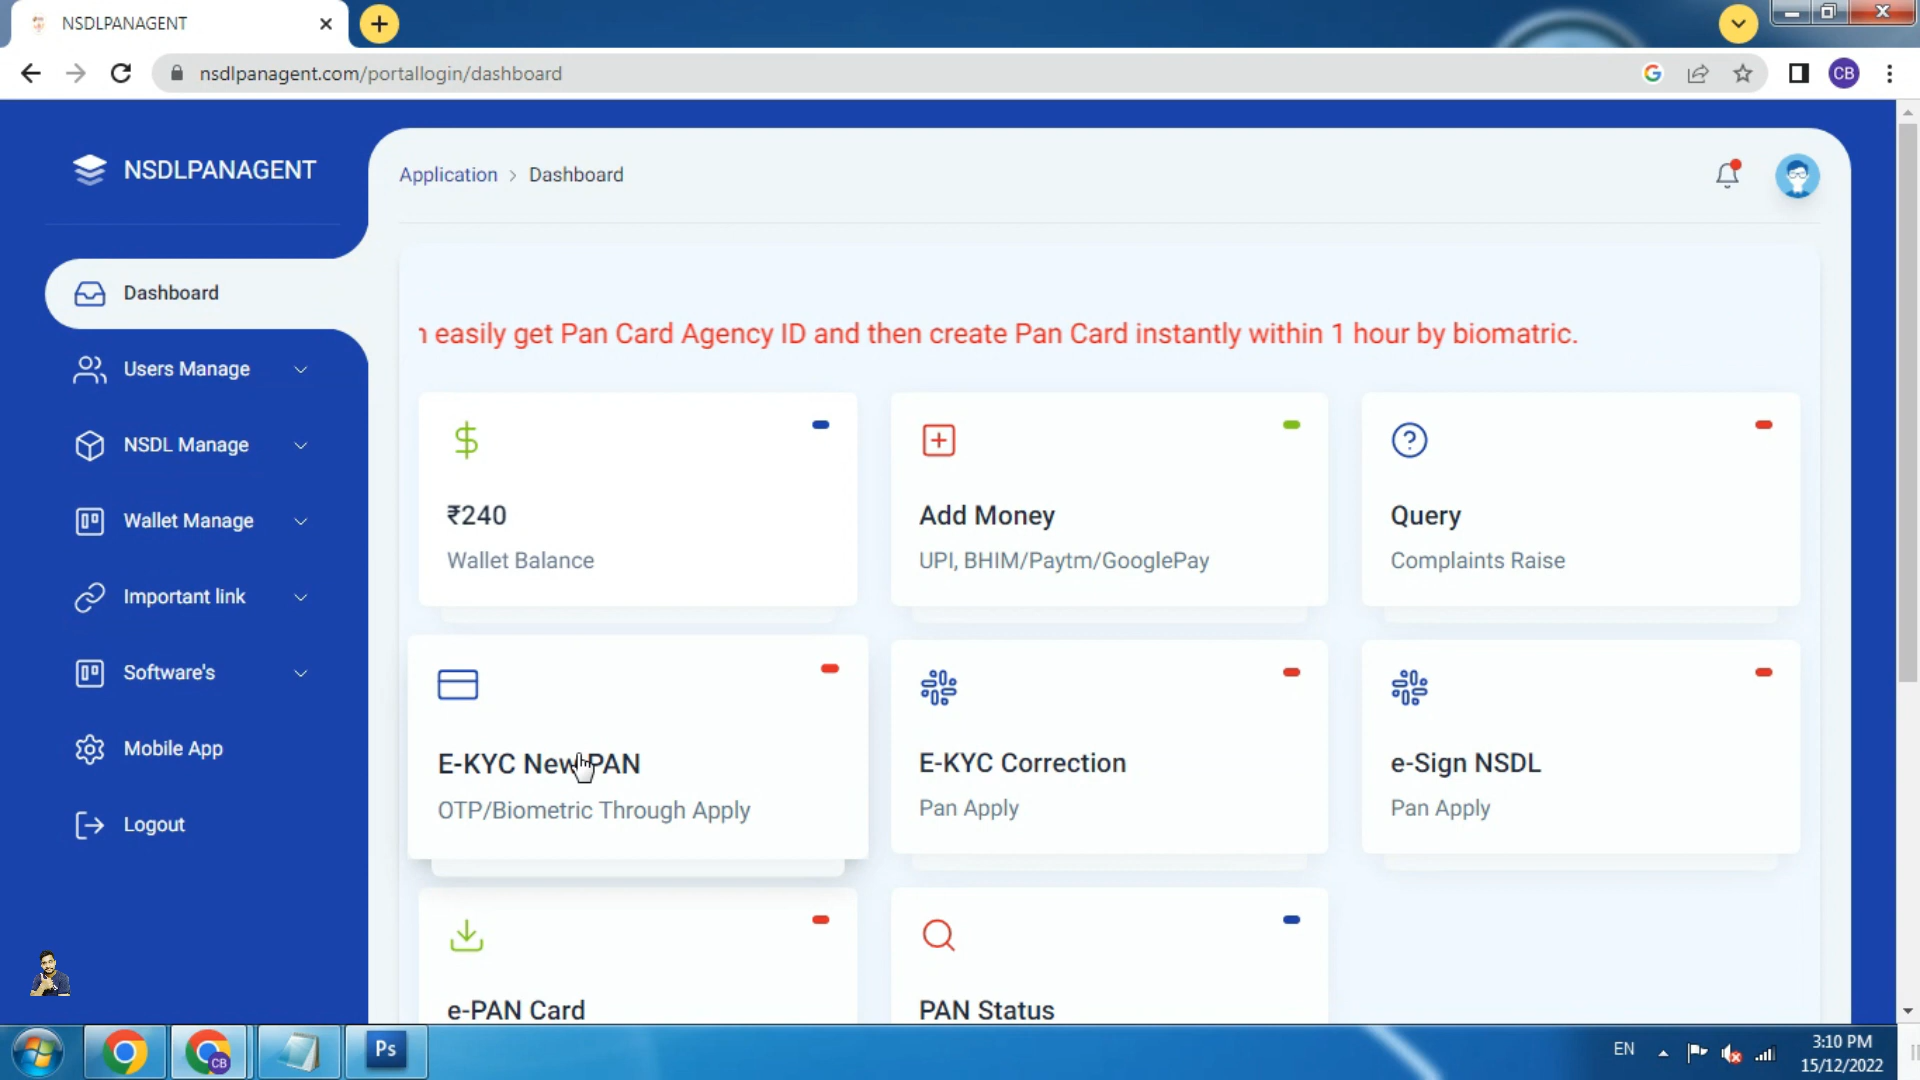 NSDLPANAGENT
nsdlpanagent.com/portallogin/dashboard
CB
NSDLPANAGENT
Application > Dashboard
Dashboard
easily get Pan Card Agency ID and then create Pan Card instantly within 1 hour by biomatric.
Users Manage
NSDL Manage
Wallet Manage
Important link
Software's
Mobile App
Logout
₹240
Wallet Balance
Add Money
UPI, BHIM/Paytm/GooglePay
Query
Complaints Raise
E-KYC New PAN
OTP/Biometric Through Apply
E-KYC Correction
Pan Apply
e-Sign NSDL
Pan Apply
e-PAN Card
PAN Status
CB
Ps
EN
3:10 PM
15/12/2022